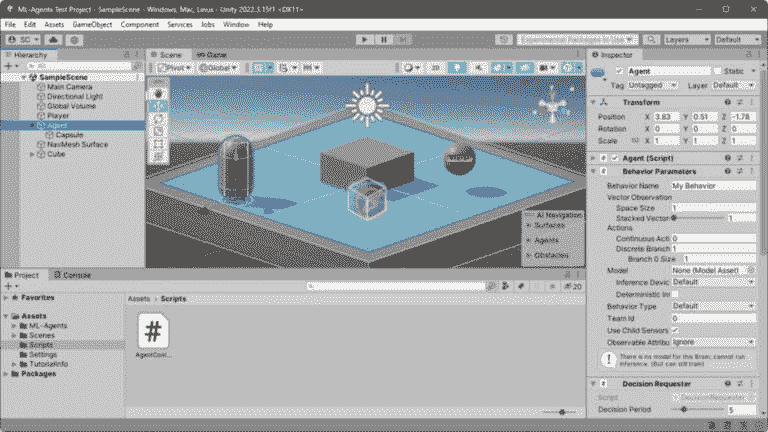 ML-Agents Test Project - SampleScene - Windows, Mac, Linux - Unity 2022.3.15f1 <DX11>
File Edit Assets GameObject Component Services Jobs Window Help
SC
Experimental Packages In Use
Layers
Default
Hierarchy
All
SampleScene
Main Camera
Directional Light
Global Volume
Player
Agent
Capsule
NavMesh Surface
Cube
Scene Game
Pivot Global 2D
AI Navigation
Surfaces
Agents
Obstacles
Inspector
Agent Static
Tag Untagged Layer Default
Transform
Position X 3.83 Y 0.51 Z -1.78
Rotation X 0 Y 0 Z 0
Scale X 1 Y 1 Z 1
Agent (Script)
Behavior Parameters
Behavior Name My Behavior
Vector Observation
Space Size 1
Stacked Vector 1
Actions
Continuous Acti 0
Discrete Branch 1
Branch 0 Size 1
Model None (Model Asset)
Inference Devic Default
Deterministic Inf
Behavior Type Default
Team Id 0
Use Child Sensors
Observable Attribu Ignore
There is no model for this Brain; cannot run
inference. (But can still train)
Decision Requester
Script DecisionRequester
Decision Period 5
Project Console
20
Favorites
Assets
ML-Agents
Scenes
Scripts
Settings
TutorialInfo
Packages
Assets > Scripts
#
AgentCont...